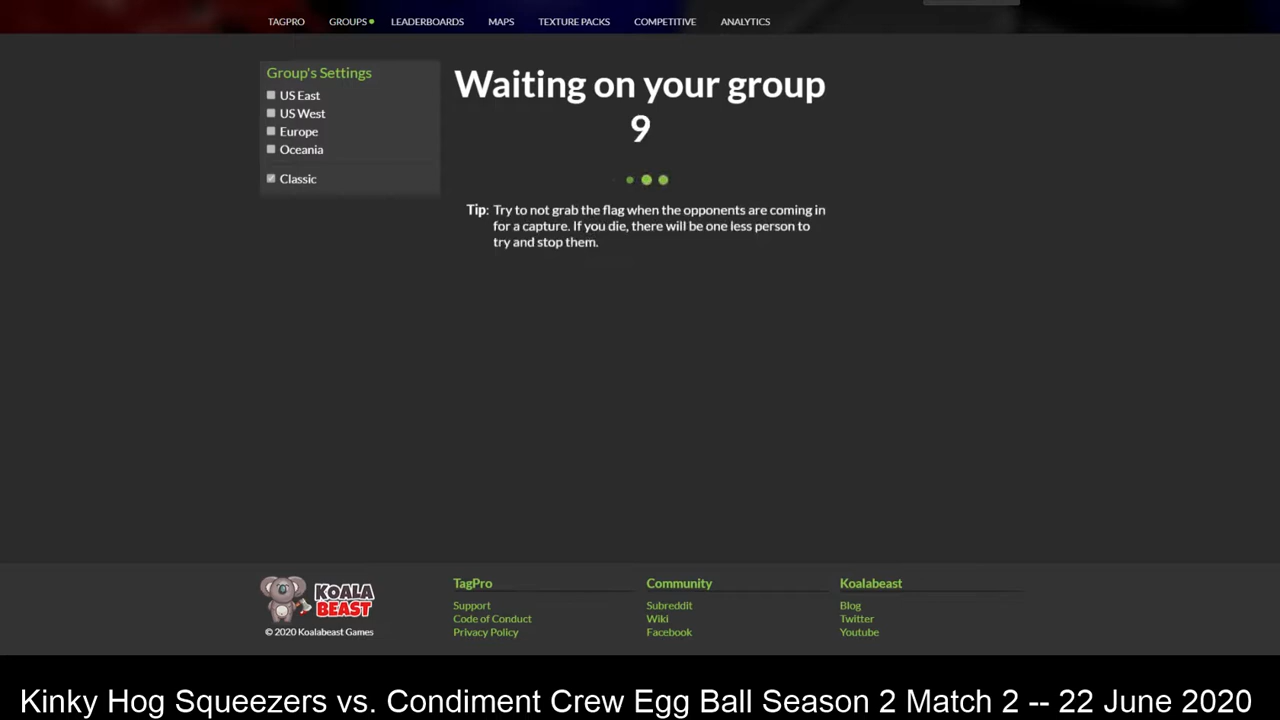 TAGPRO GROUPS LEADERBOARDS MAPS TEXTURE PACKS COMPETITIVE ANALYTICS
Group's Settings
US East
US West
Europe
Oceania
Classic
Waiting on your group
9
Tip: Try to not grab the flag when the opponents are coming in
for a capture. If you die, there will be one less person to
try and stop them.
KOALA
BEAST
© 2020 Koalabeast Games
TagPro
Support
Code of Conduct
Privacy Policy
Community
Subreddit
Wiki
Facebook
Koalabeast
Blog
Twitter
Youtube
Kinky Hog Squeezers vs. Condiment Crew Egg Ball Season 2 Match 2 -- 22 June 2020